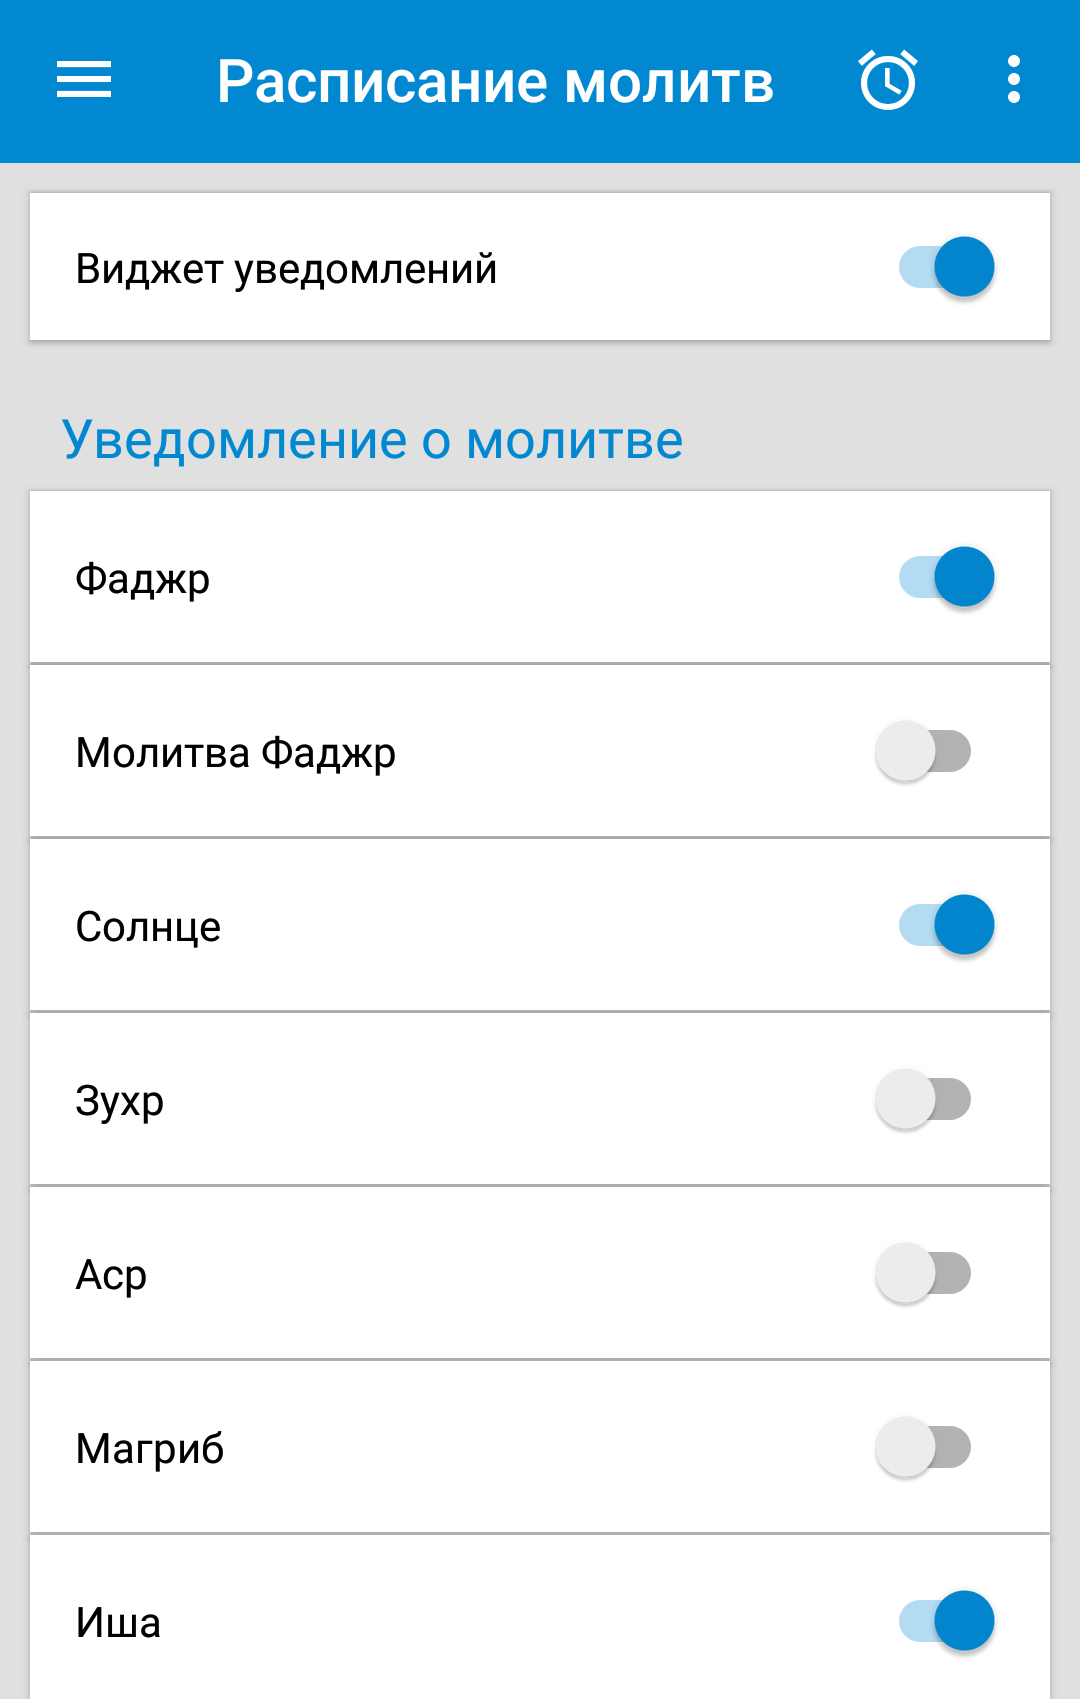 Расписание молитв
Виджет уведомлений
Уведомление о молитве
Фаджр
Молитва Фаджр
Солнце
Зухр
Аср
Магриб
Иша